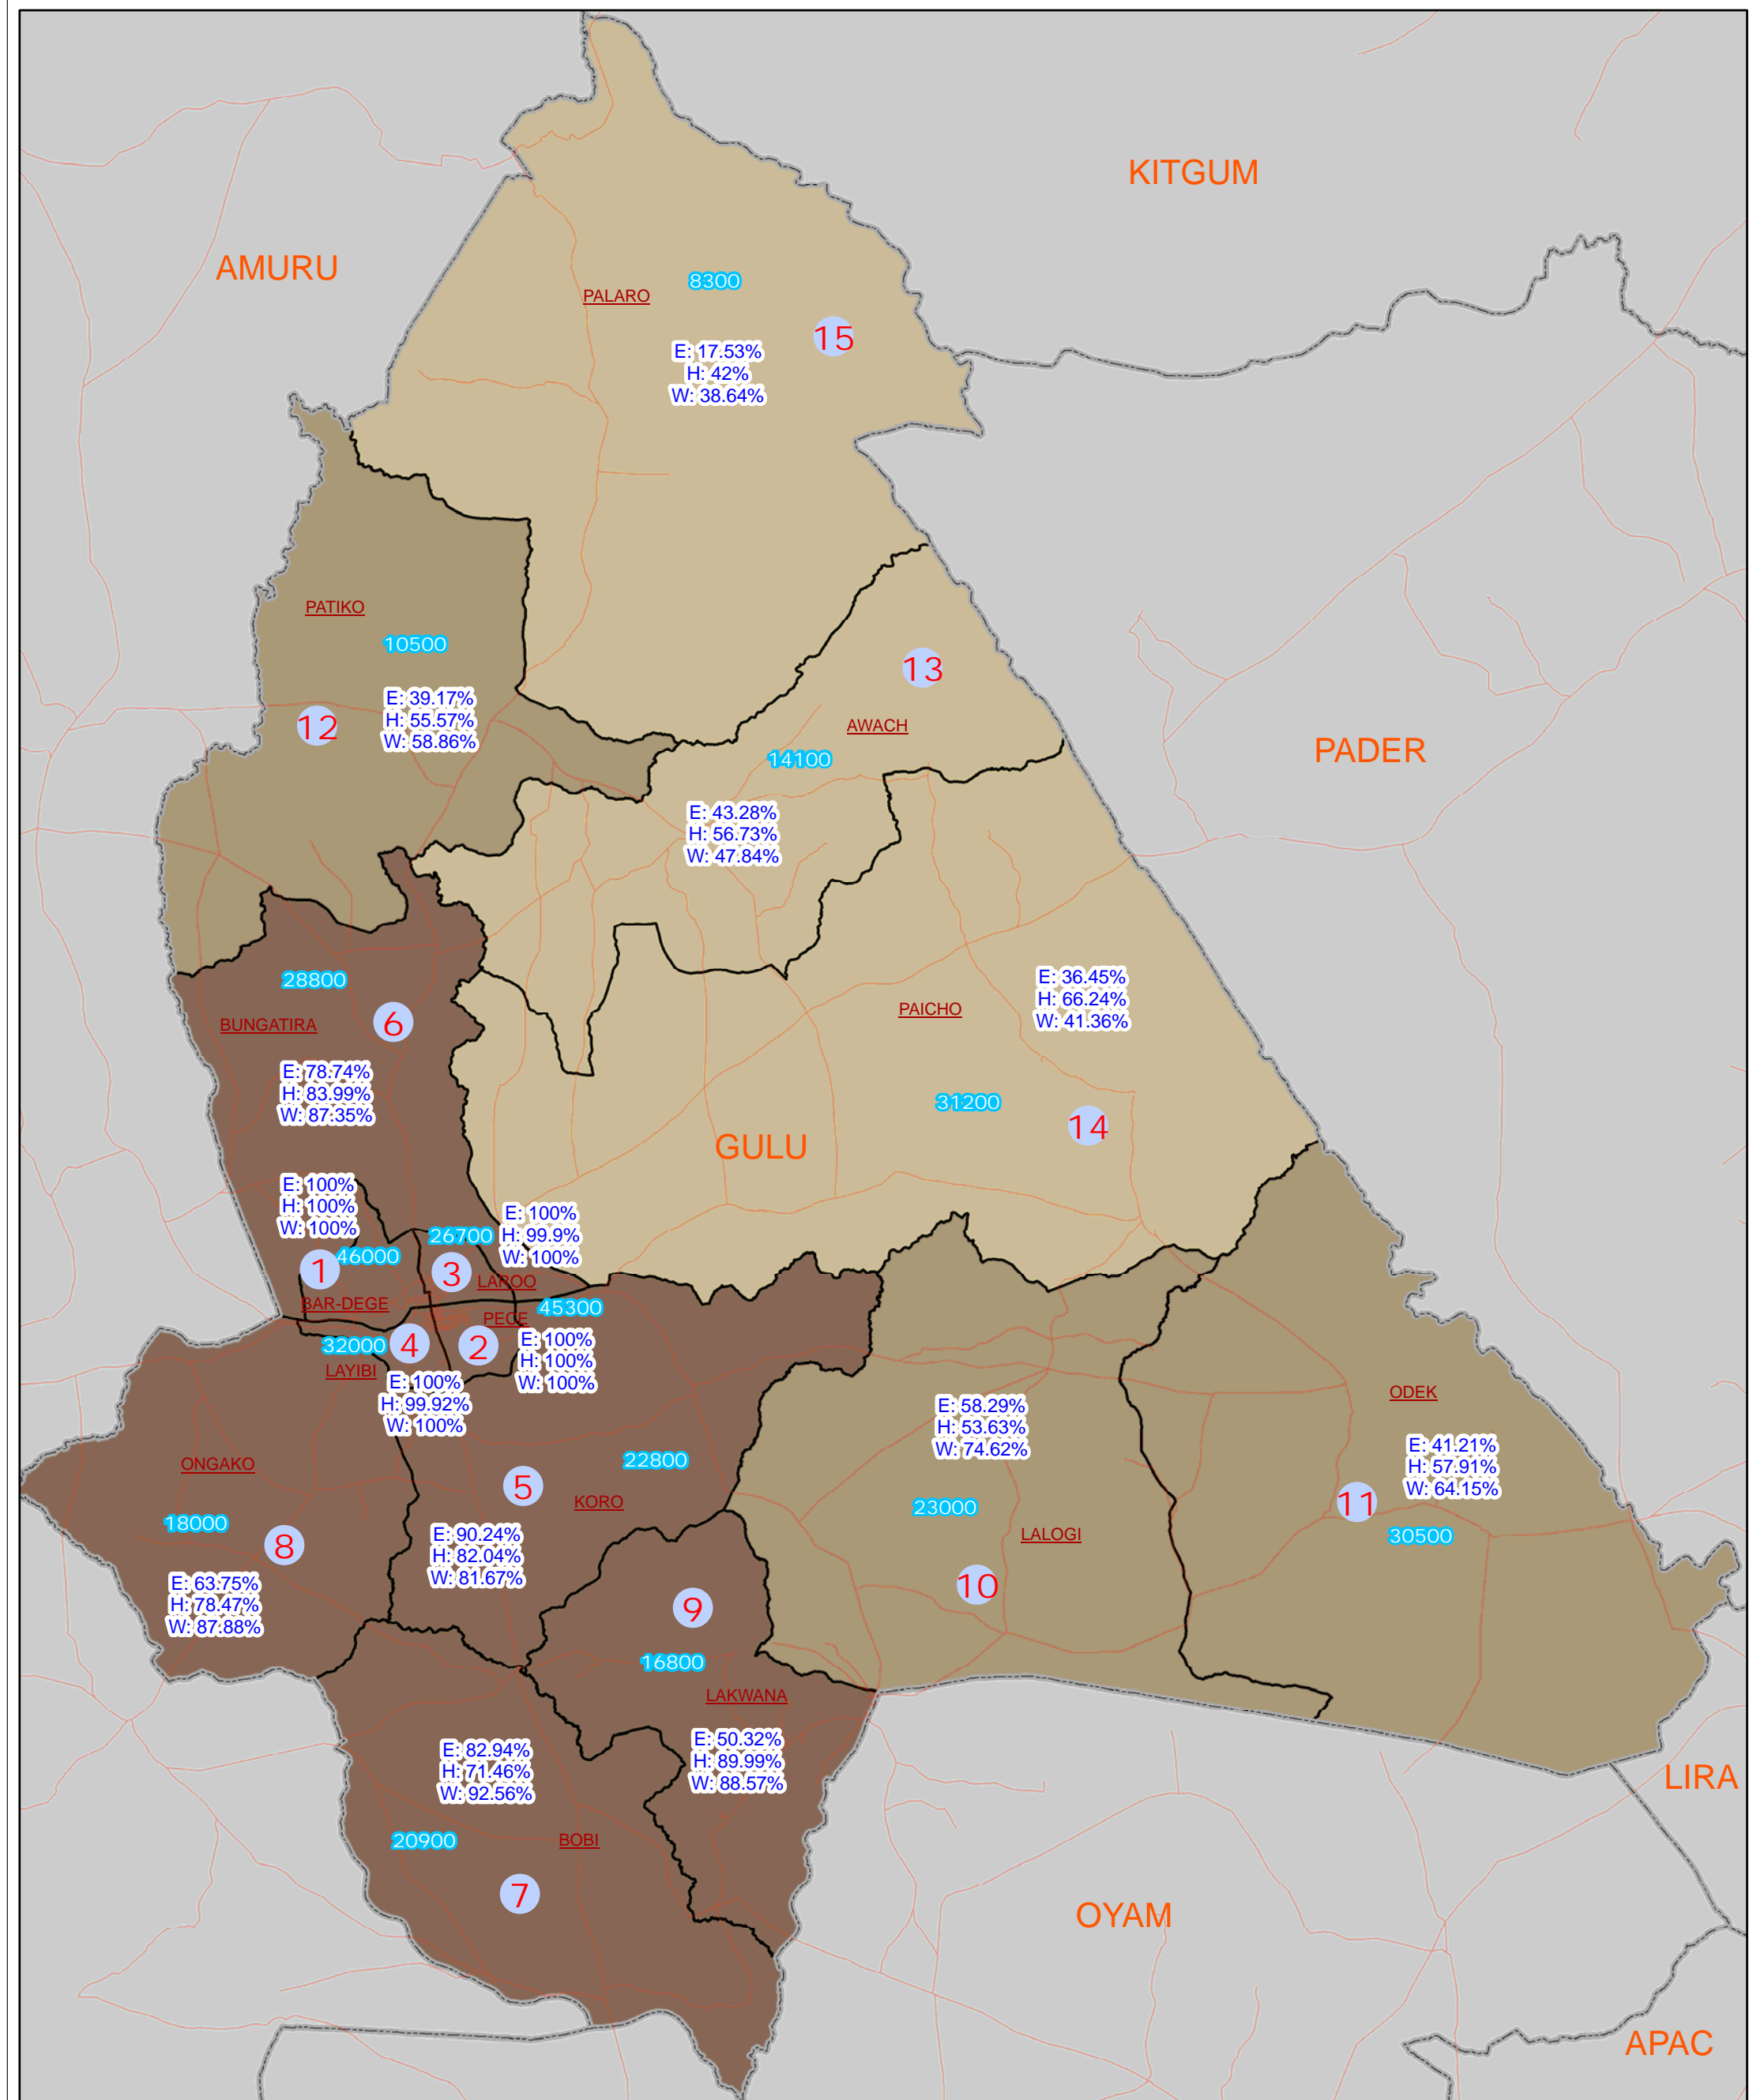 KITGUM
AMURU
8300
PALARO
15
E: 17.53%
H: 42%
W: 38.64%
PATIKO
10500
13
12
E: 39.17%
H: 55.57%
W: 58.86%
AWACH
14100
PADER
E: 43.28%
H: 56.73%
W: 47.84%
28800
BUNGATIRA
6
E: 36.45%
H: 66.24%
W: 41.36%
PAICHO
E: 78.74%
H: 83.99%
W: 87.35%
31200
14
GULU
E: 100%
H: 100%
W: 100%
E: 100%
H: 99.9%
W: 100%
26700
46000
1
3
LAROO
BAR-DEGE
45300
PECE
32000
4
2
LAYIBI
E: 100%
H: 100%
W: 100%
E: 100%
H: 99.92%
W: 100%
ODEK
E: 58.29%
H: 53.63%
W: 74.62%
E: 41.21%
H: 57.91%
W: 64.15%
ONGAKO
22800
5
KORO
11
18000
23000
LALOGI
30500
8
E: 90.24%
H: 82.04%
W: 81.67%
10
E: 63.75%
H: 78.47%
W: 87.88%
9
16800
LAKWANA
E: 82.94%
H: 71.46%
W: 92.56%
E: 50.32%
H: 89.99%
W: 88.57%
LIRA
20900
BOBI
7
OYAM
APAC